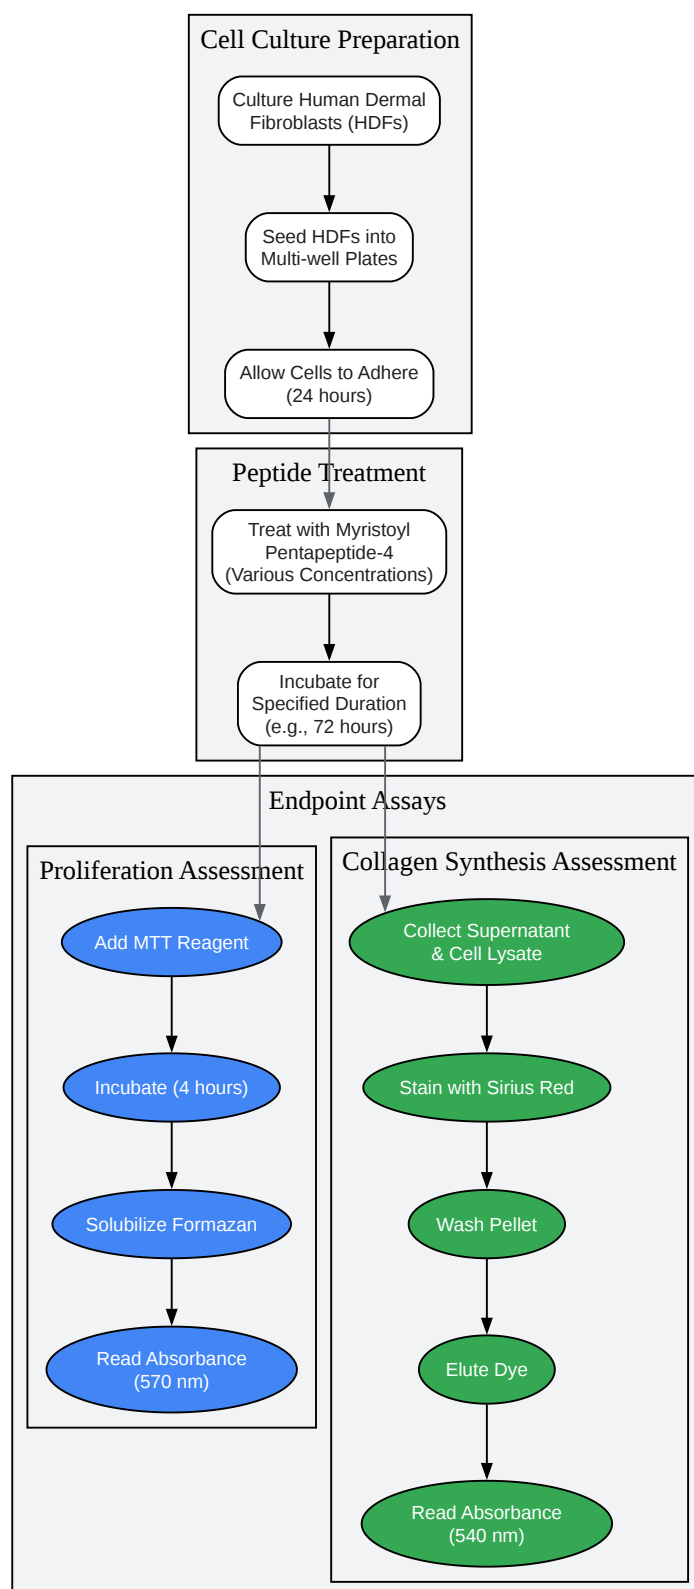 Cell Culture Preparation
Culture Human Dermal
Fibroblasts (HDFs)
Seed HDFs into
Multi-well Plates
Allow Cells to Adhere
(24 hours)
Peptide Treatment
Treat with Myristoyl
Pentapeptide-4
(Various Concentrations)
Incubate for
Specified Duration
(e.g., 72 hours)
Endpoint Assays
Proliferation Assessment
Add MTT Reagent
Incubate (4 hours)
Solubilize Formazan
Read Absorbance
(570 nm)
Collagen Synthesis Assessment
Collect Supernatant
& Cell Lysate
Stain with Sirius Red
Wash Pellet
Elute Dye
Read Absorbance
(540 nm)